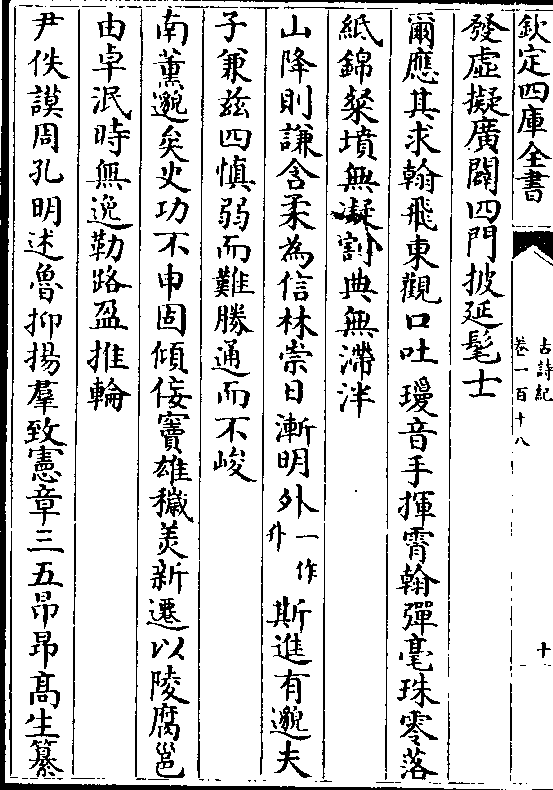 欽定四庫全書
古詩紀
卷一百十八
十
發虛擬廣闢四門披延髦士
爾應其求翰飛東觀口吐璦音手揮霄翰彈毫珠零落
紙錦粲墳無凝割典無滯泮
山降則謙含柔為信林崇日漸明外一作升斯進有邈夫
子兼茲四慎弱而難勝通而不峻
南董邈矣史功不申固傾佞竇雄穢美新遷以陵腐邕
由卓泯時無逸勒路盈推輪
尹佚謨周孔明述魯抑揚羣致憲章三五昂昂高生纂